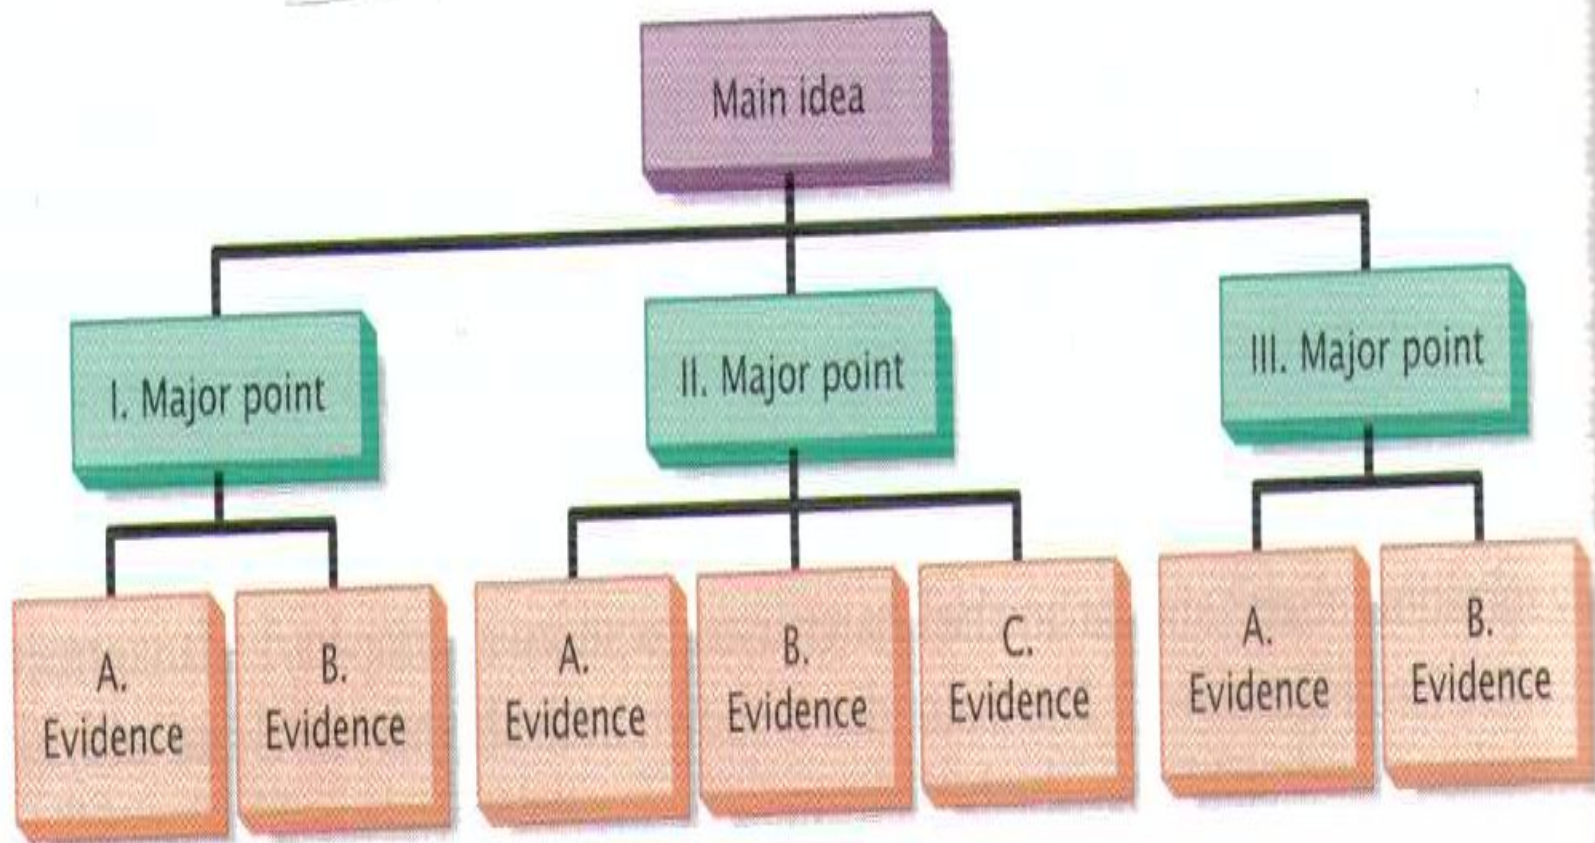 Main idea
I. Major point
II. Major point
III. Major point
A.
Evidence
B.
Evidence
A.
Evidence
B.
Evidence
C.
Evidence
A.
Evidence
B.
Evidence